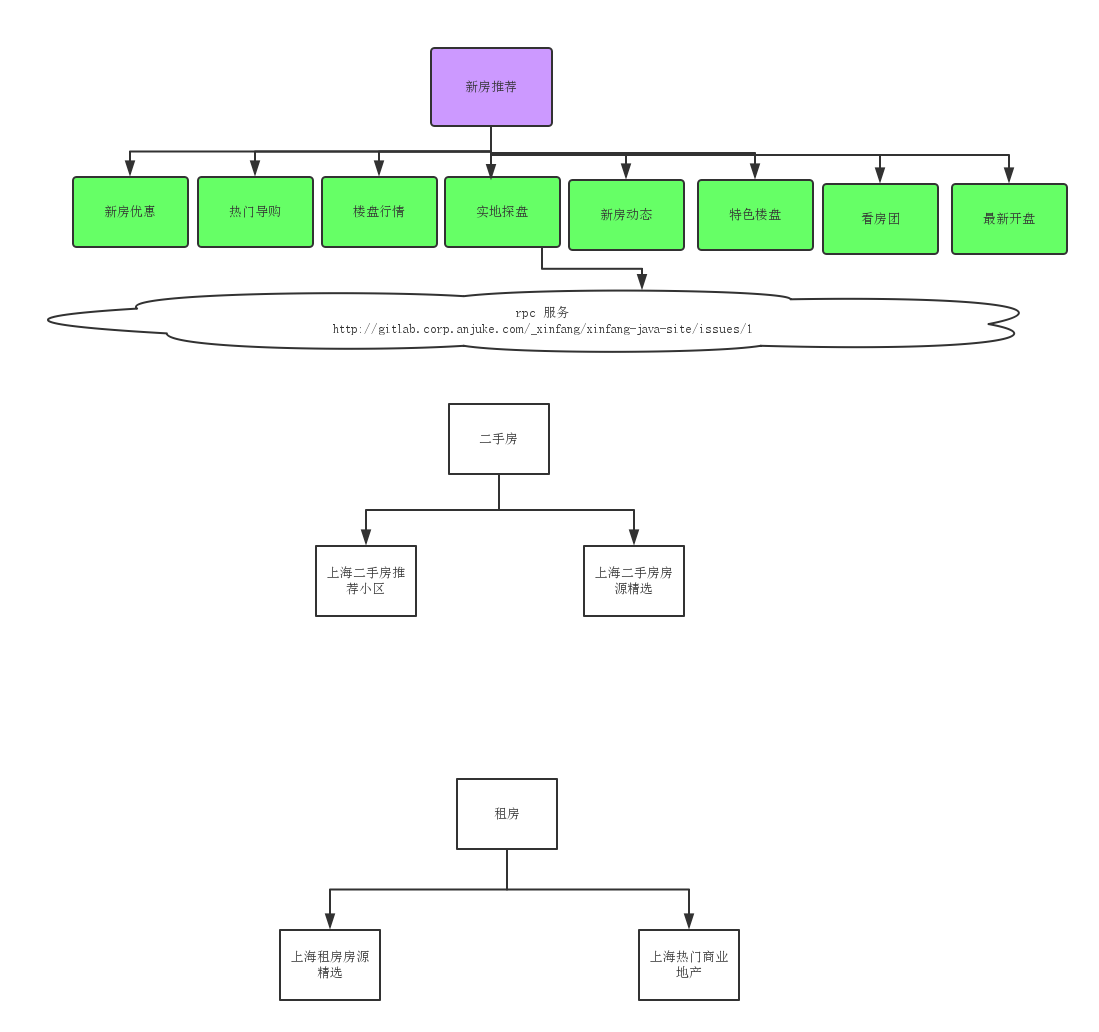 新房推荐
新房优惠
热门导购
楼盘行情
实地探盘
新房动态
特色楼盘
看房团
最新开盘
rpc 服务
http://gitlab.corp.anjuke.com/_xinfang/xinfang-java-site/issues/1
二手房
上海二手房推
荐小区
上海二手房房
源精选
租房
上海租房房源
精选
上海热门商业
地产